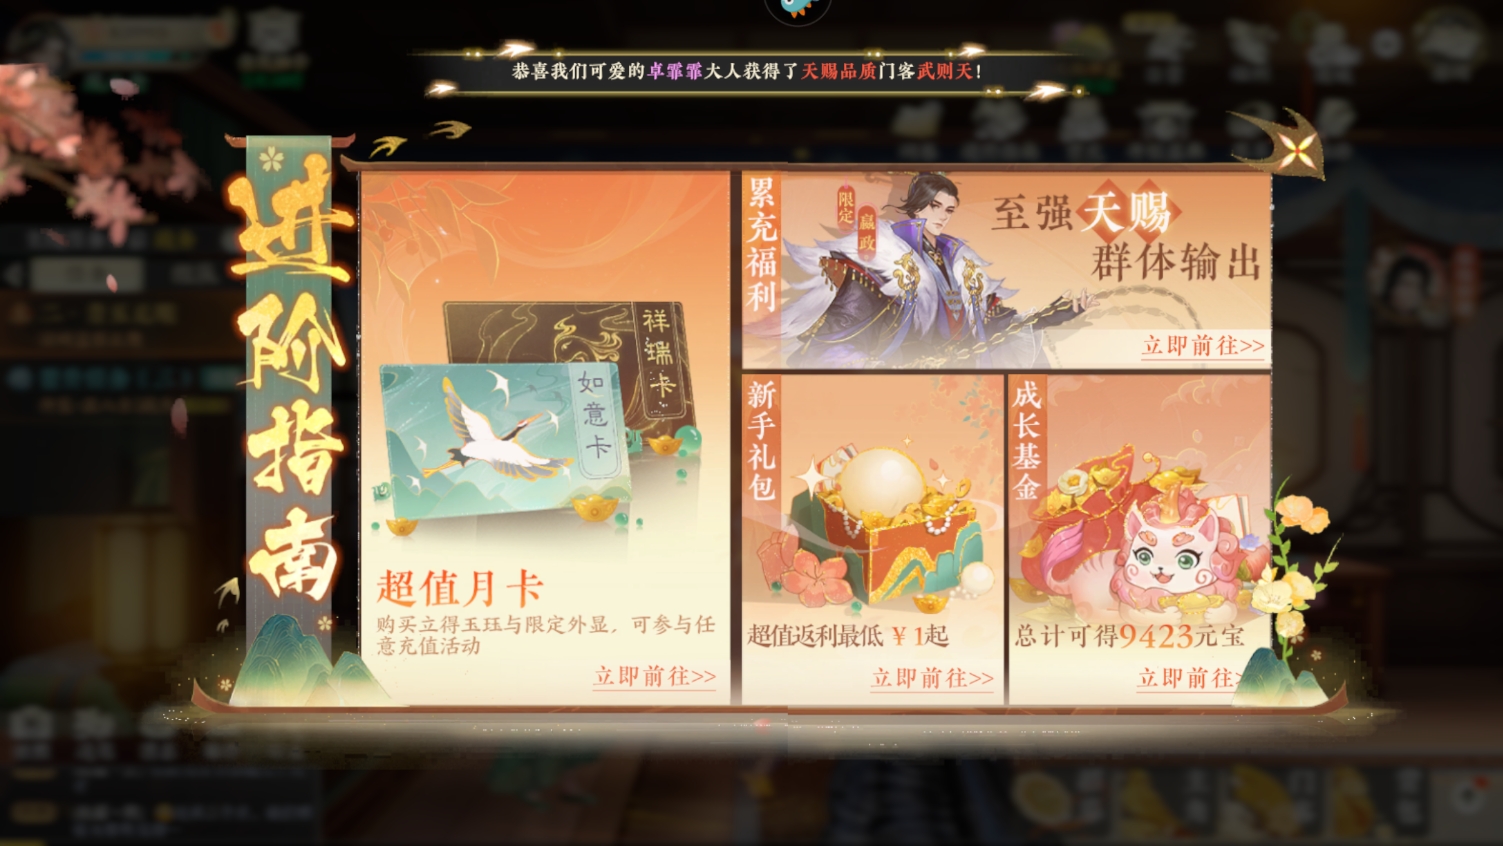 恭喜我们可爱的卓霏霏大人获得了天赐品质门客武则天!
进阶指南
祥瑞卡
如意卡
超值月卡
购买立得玉珏与限定外显，可参与任
意充值活动
立即前往>>
累充福利
限定
嬴政
至强天赐
群体输出
立即前往>>
新手礼包
超值返利最低￥1起
立即前往>>
成长基金
总计可得9423元宝
立即前往>